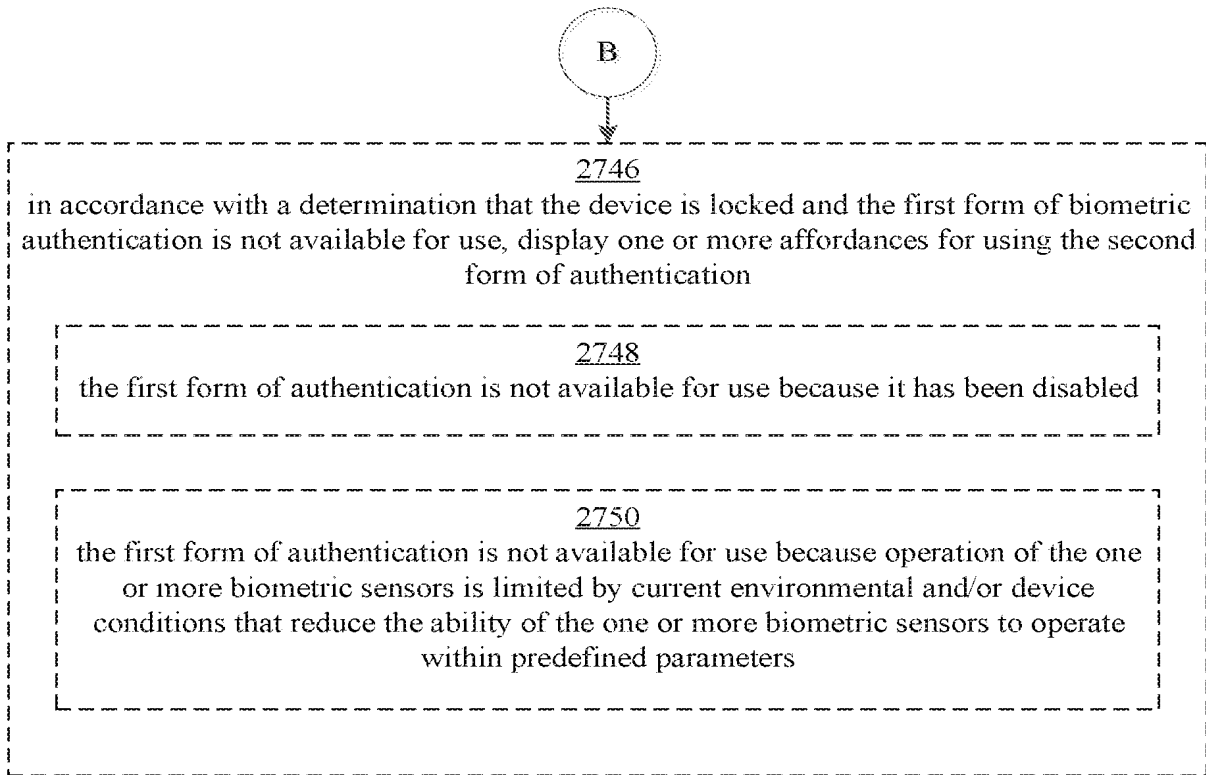 B
2746
in accordance with a determination that the device is locked and the first form of biometric
authentication is not available for use, display one or more affordances for using the second
form of authentication
2748
the first form of authentication is not available for use because it has been disabled
2750
the first form of authentication is not available for use because operation of the one
or more biometric sensors is limited by current environmental and/or device
conditions that reduce the ability of the one or more biometric sensors to operate
within predefined parameters